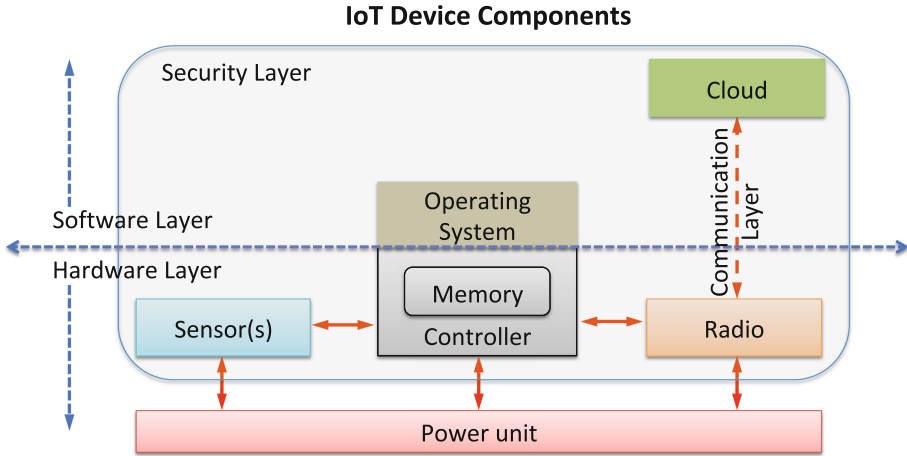 IoT Device Components
Security Layer
Cloud
Communication
Layer
Operating
System
Software Layer
Hardware Layer
Memory
Controller
Sensor(s)
Radio
Power unit